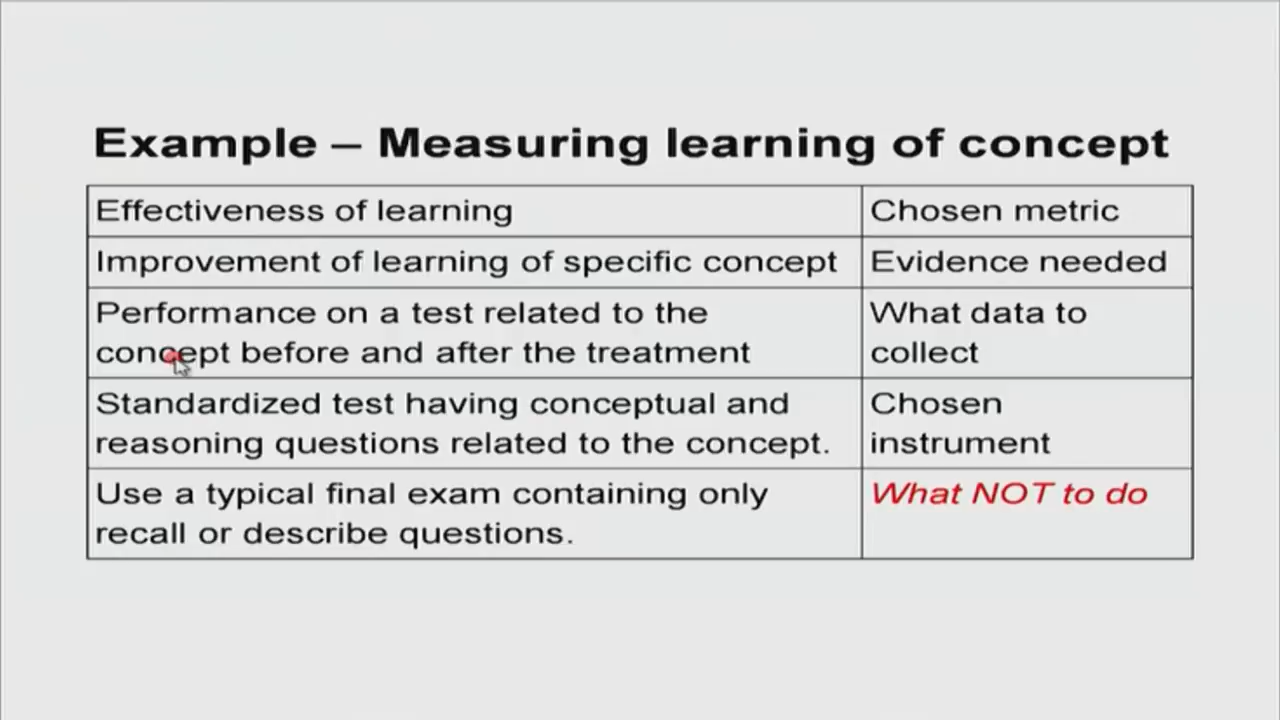 Example – Measuring learning of concept
Effectiveness of learning
Chosen metric
Improvement of learning of specific concept
Evidence needed
Performance on a test related to the
concept before and after the treatment
What data to
collect
Standardized test having conceptual and
reasoning questions related to the concept.
Chosen
instrument
Use a typical final exam containing only
recall or describe questions.
What NOT to do